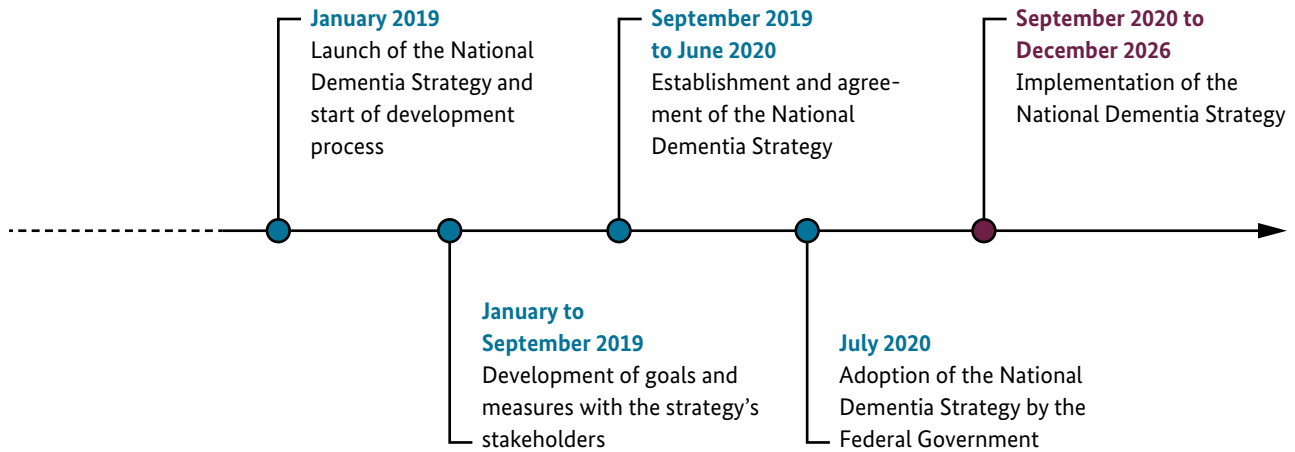 January 2019
Launch of the National
Dementia Strategy and
start of development
process
January to
September 2019
Development of goals and
measures with the strategy’s
stakeholders
September 2019
to June 2020
Establishment and agree-
ment of the National
Dementia Strategy
July 2020
Adoption of the National
Dementia Strategy by the
Federal Government
September 2020 to
December 2026
Implementation of the
National Dementia Strategy